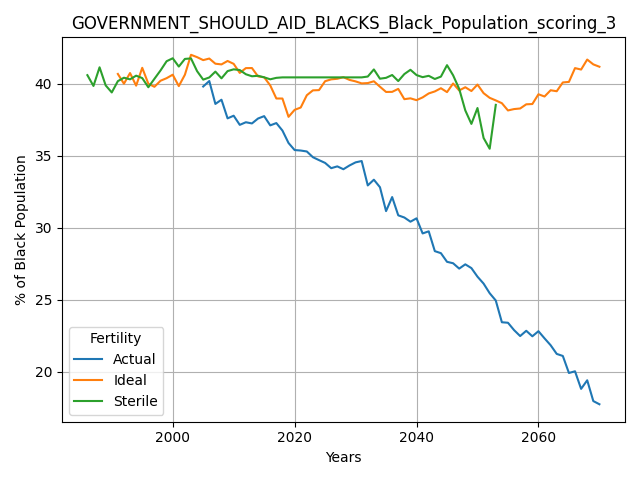 GOVERNMENT_SHOULD_AID_BLACKS_Black_Population_scoring_3
% of Black Population
40
35
30
25
20
Fertility
Actual
Ideal
Sterile
2000
2020
2040
2060
Years